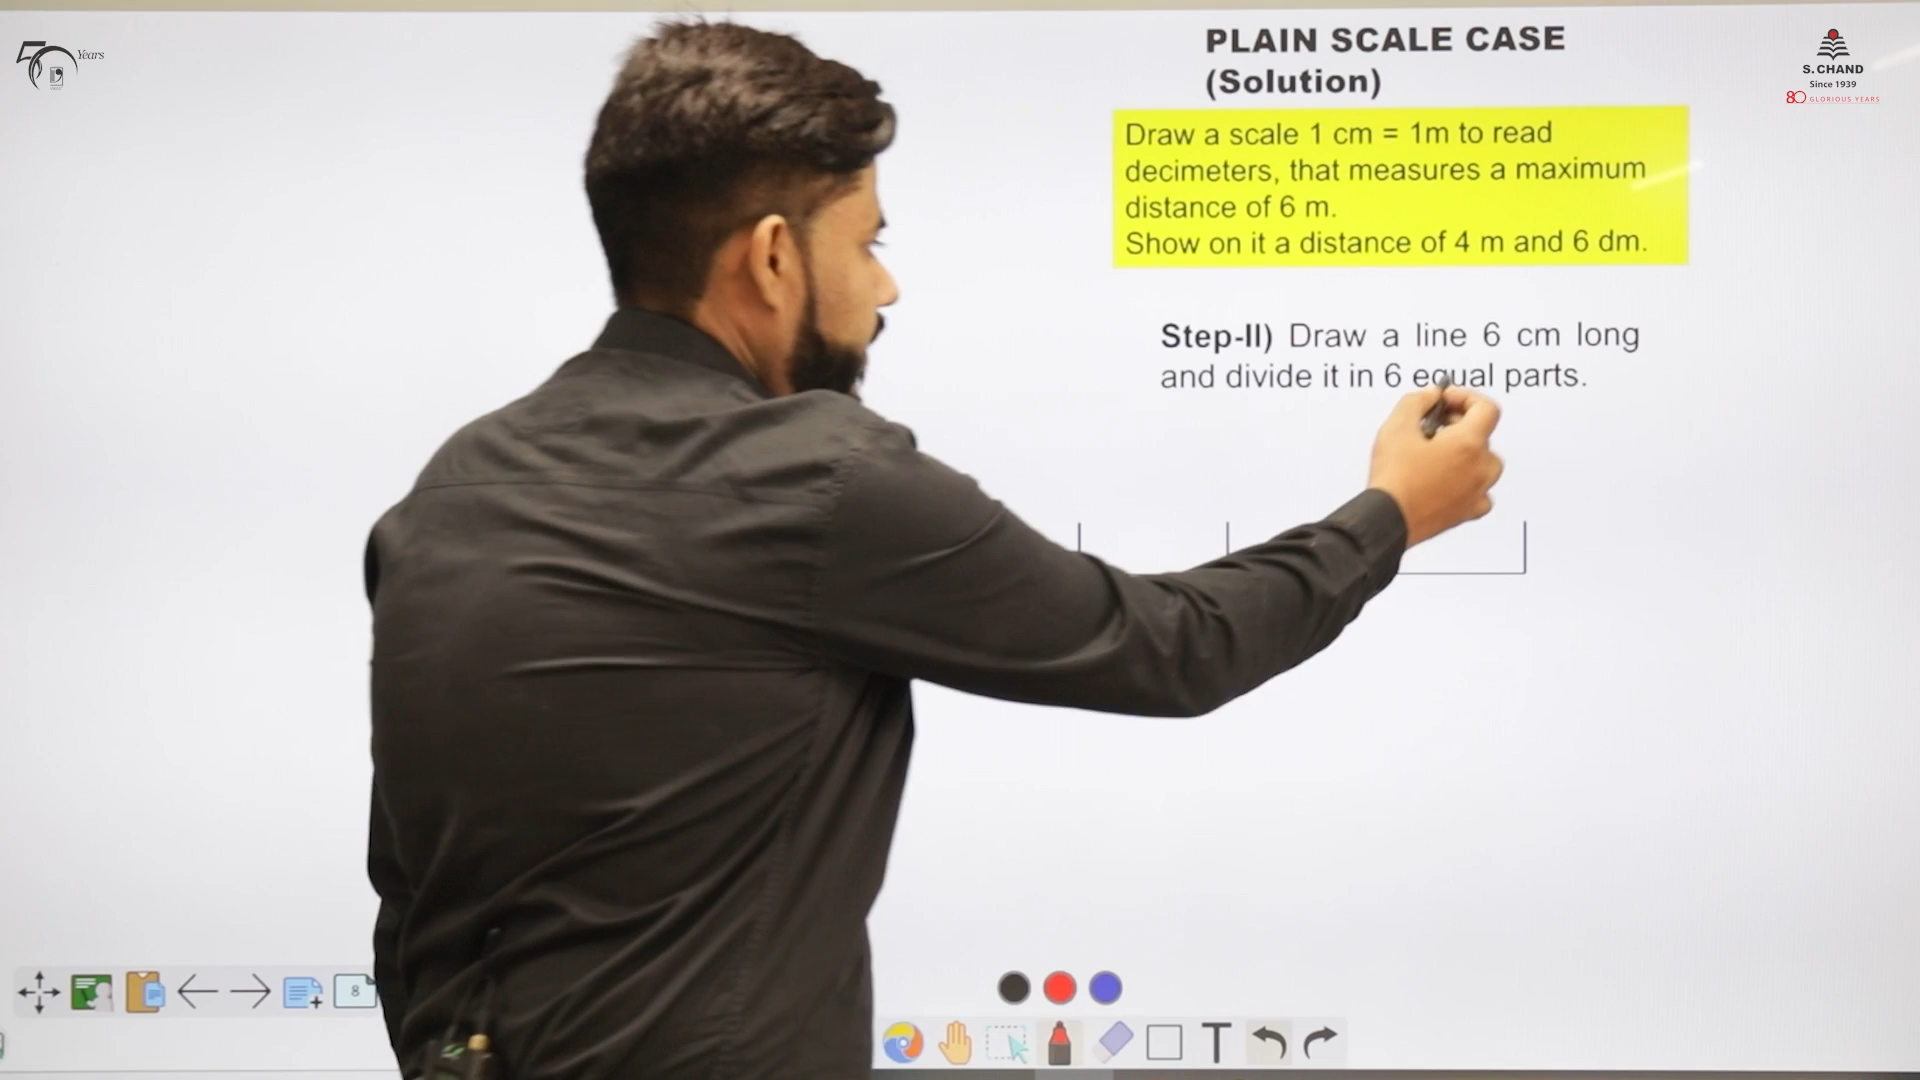 50 Years
PLAIN SCALE CASE
(Solution)
S. CHAND
Since 1939
80 GLORIOUS YEARS
Draw a scale 1 cm = 1m to read
decimeters, that measures a maximum
distance of 6 m.
Show on it a distance of 4 m and 6 dm.
Step-II) Draw a line 6 cm long
and divide it in 6 equal parts.
8
T